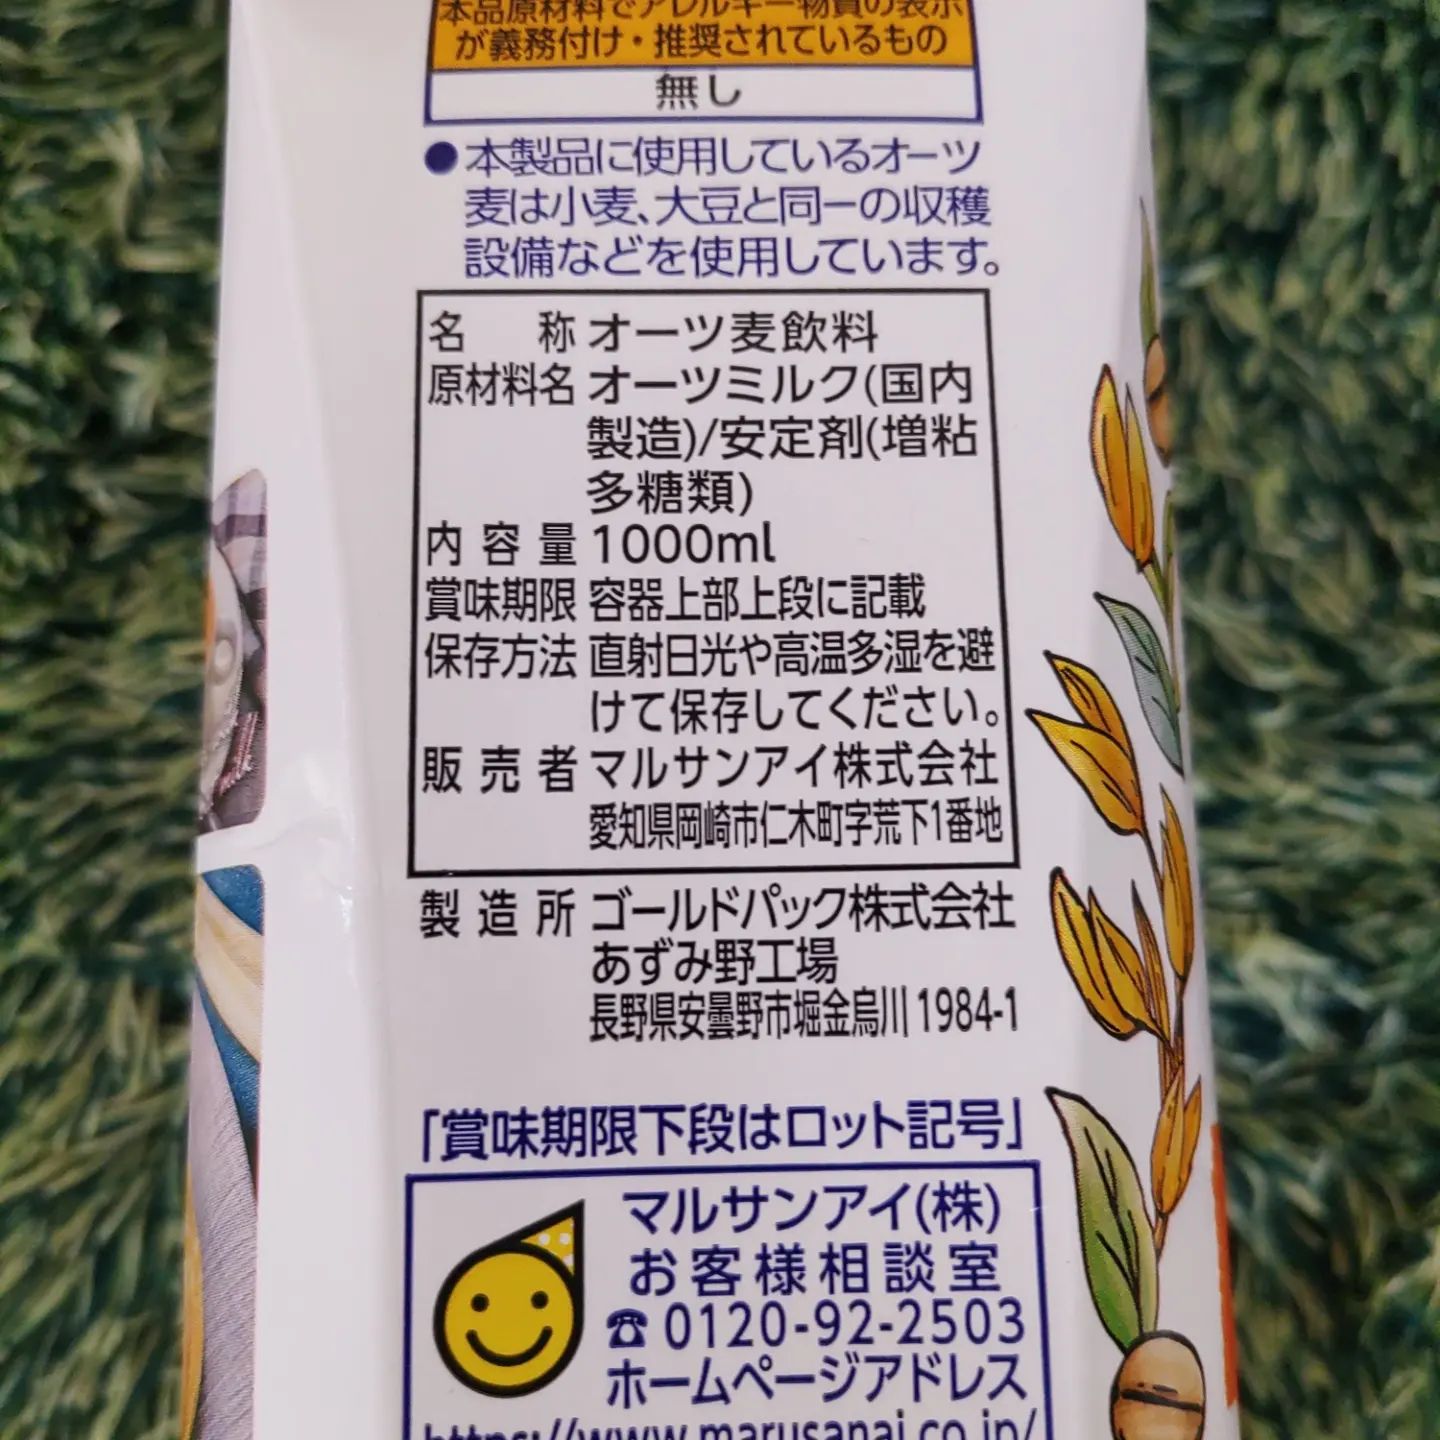 本品原材料でアレルギー物質の表示
が義務付け・推奨されているもの
無し
●本製品に使用しているオーツ
麦は小麦、大豆と同一の収穫
設備などを使用しています。
名称 オーツ麦飲料
原材料名 オーツミルク(国内
製造)/安定剤(増粘
多糖類)
内容量 1000ml
賞味期限 容器上部上段に記載
保存方法 直射日光や高温多湿を避
けて保存してください。
販売者 マルサンアイ株式会社
愛知県岡崎市仁木町字荒下1番地
製造所 ゴールドパック株式会社
あずみ野工場
長野県安曇野市堀金烏川1984-1
「賞味期限下段はロット記号」
マルサンアイ(株)
お客様相談室
☎0120-92-2503
ホームページアドレス
https://www.marusanai.co.jp/